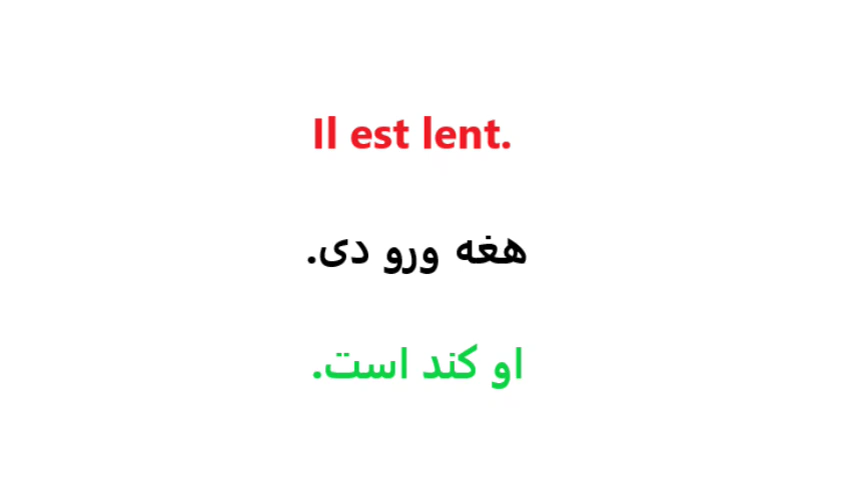 Il est lent.
هغه ورو دی.
او کند است.